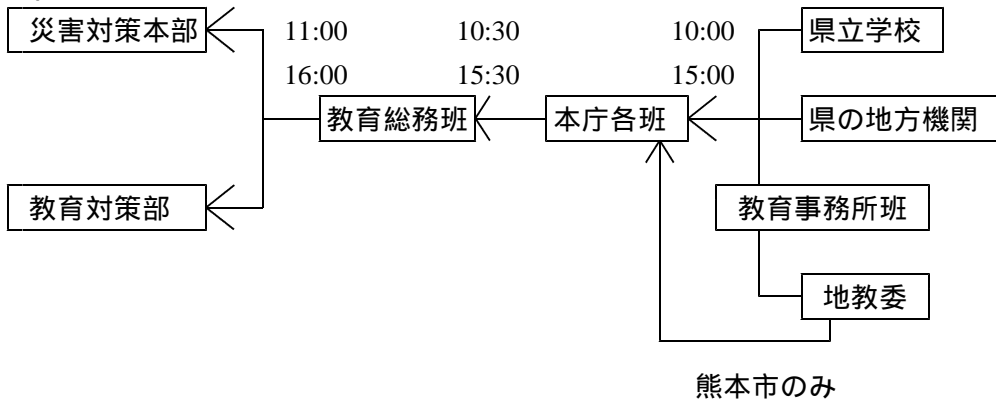 災害対策本部 11:00 10:30 10:00 県立学校
16:00 15:30 15:00
教育総務班 本庁各班 県の地方機関
教育対策部 教育事務所班
地教委
熊本市のみ